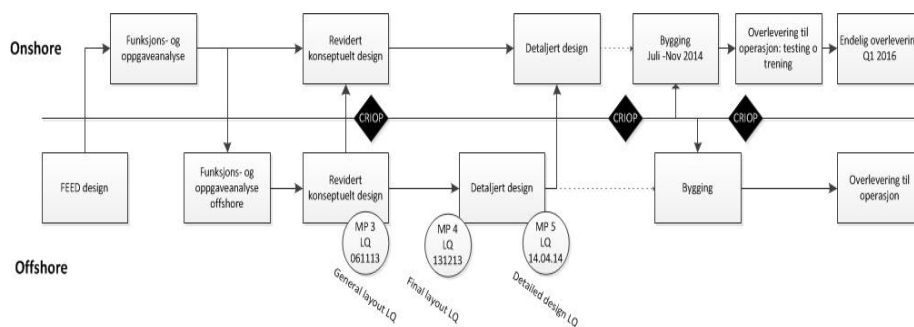 Onshore
Funksjons- og
oppgaveanalyse
Revidert
konseptuelt design
Detaljert design
Bygging
Juli -Nov 2014
Overlevering til
operasjon: testing o
trening
Endelig overleverin
Q1 2016
CRIOP
CRIOP
CRIOP
FEED design
Funksjons- og
oppgaveanalyse
offshore
Revidert
konseptuelt design
Detaljert design
Bygging
Overlevering til
operasjon
MP 3
LQ
061113
MP 4
LQ
131213
MP 5
LQ
14.04.14
General layout LQ
Final layout LQ
Detailed design LQ
Offshore